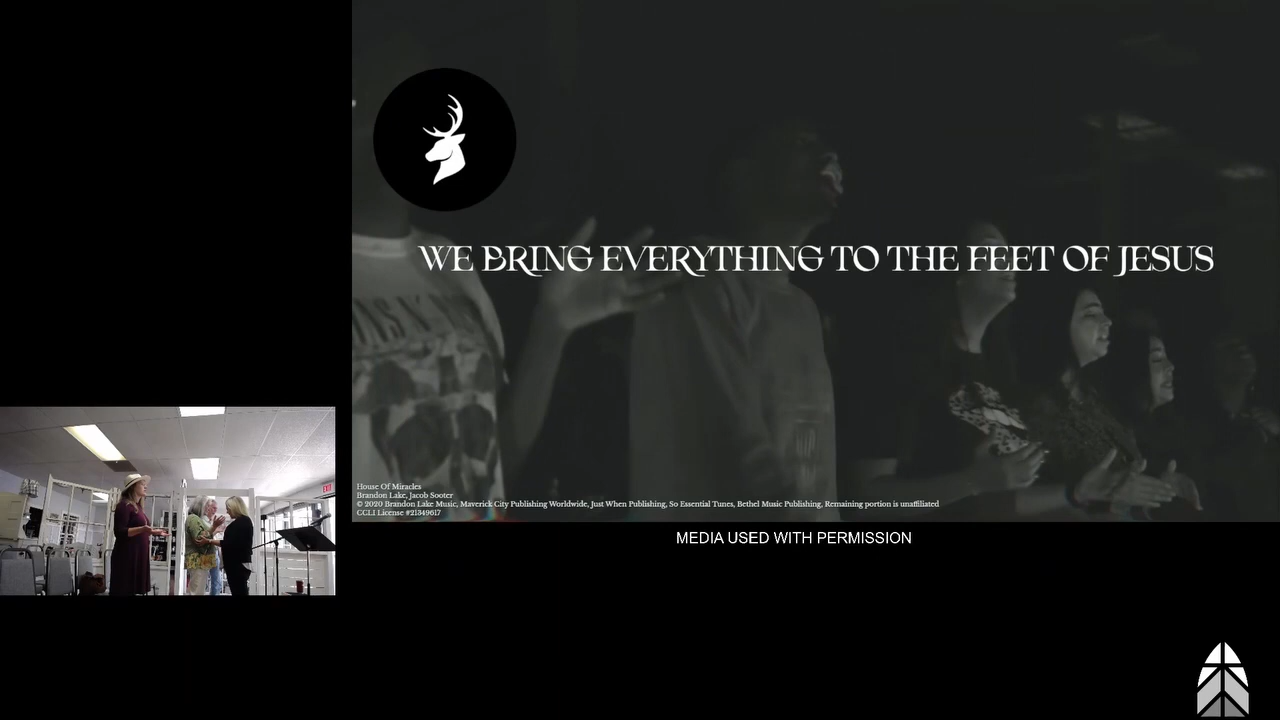 WE BRING EVERYTHING TO THE FEET OF JESUS
House Of Miracles
Brandon Lake, Jacob Sooter
© 2020 Brandon Lake Music, Maverick City Publishing Worldwide, Just When Publishing, So Essential Tunes, Bethel Music Publishing, Remaining portion is unaffiliated
CCLI License #21349617
MEDIA USED WITH PERMISSION